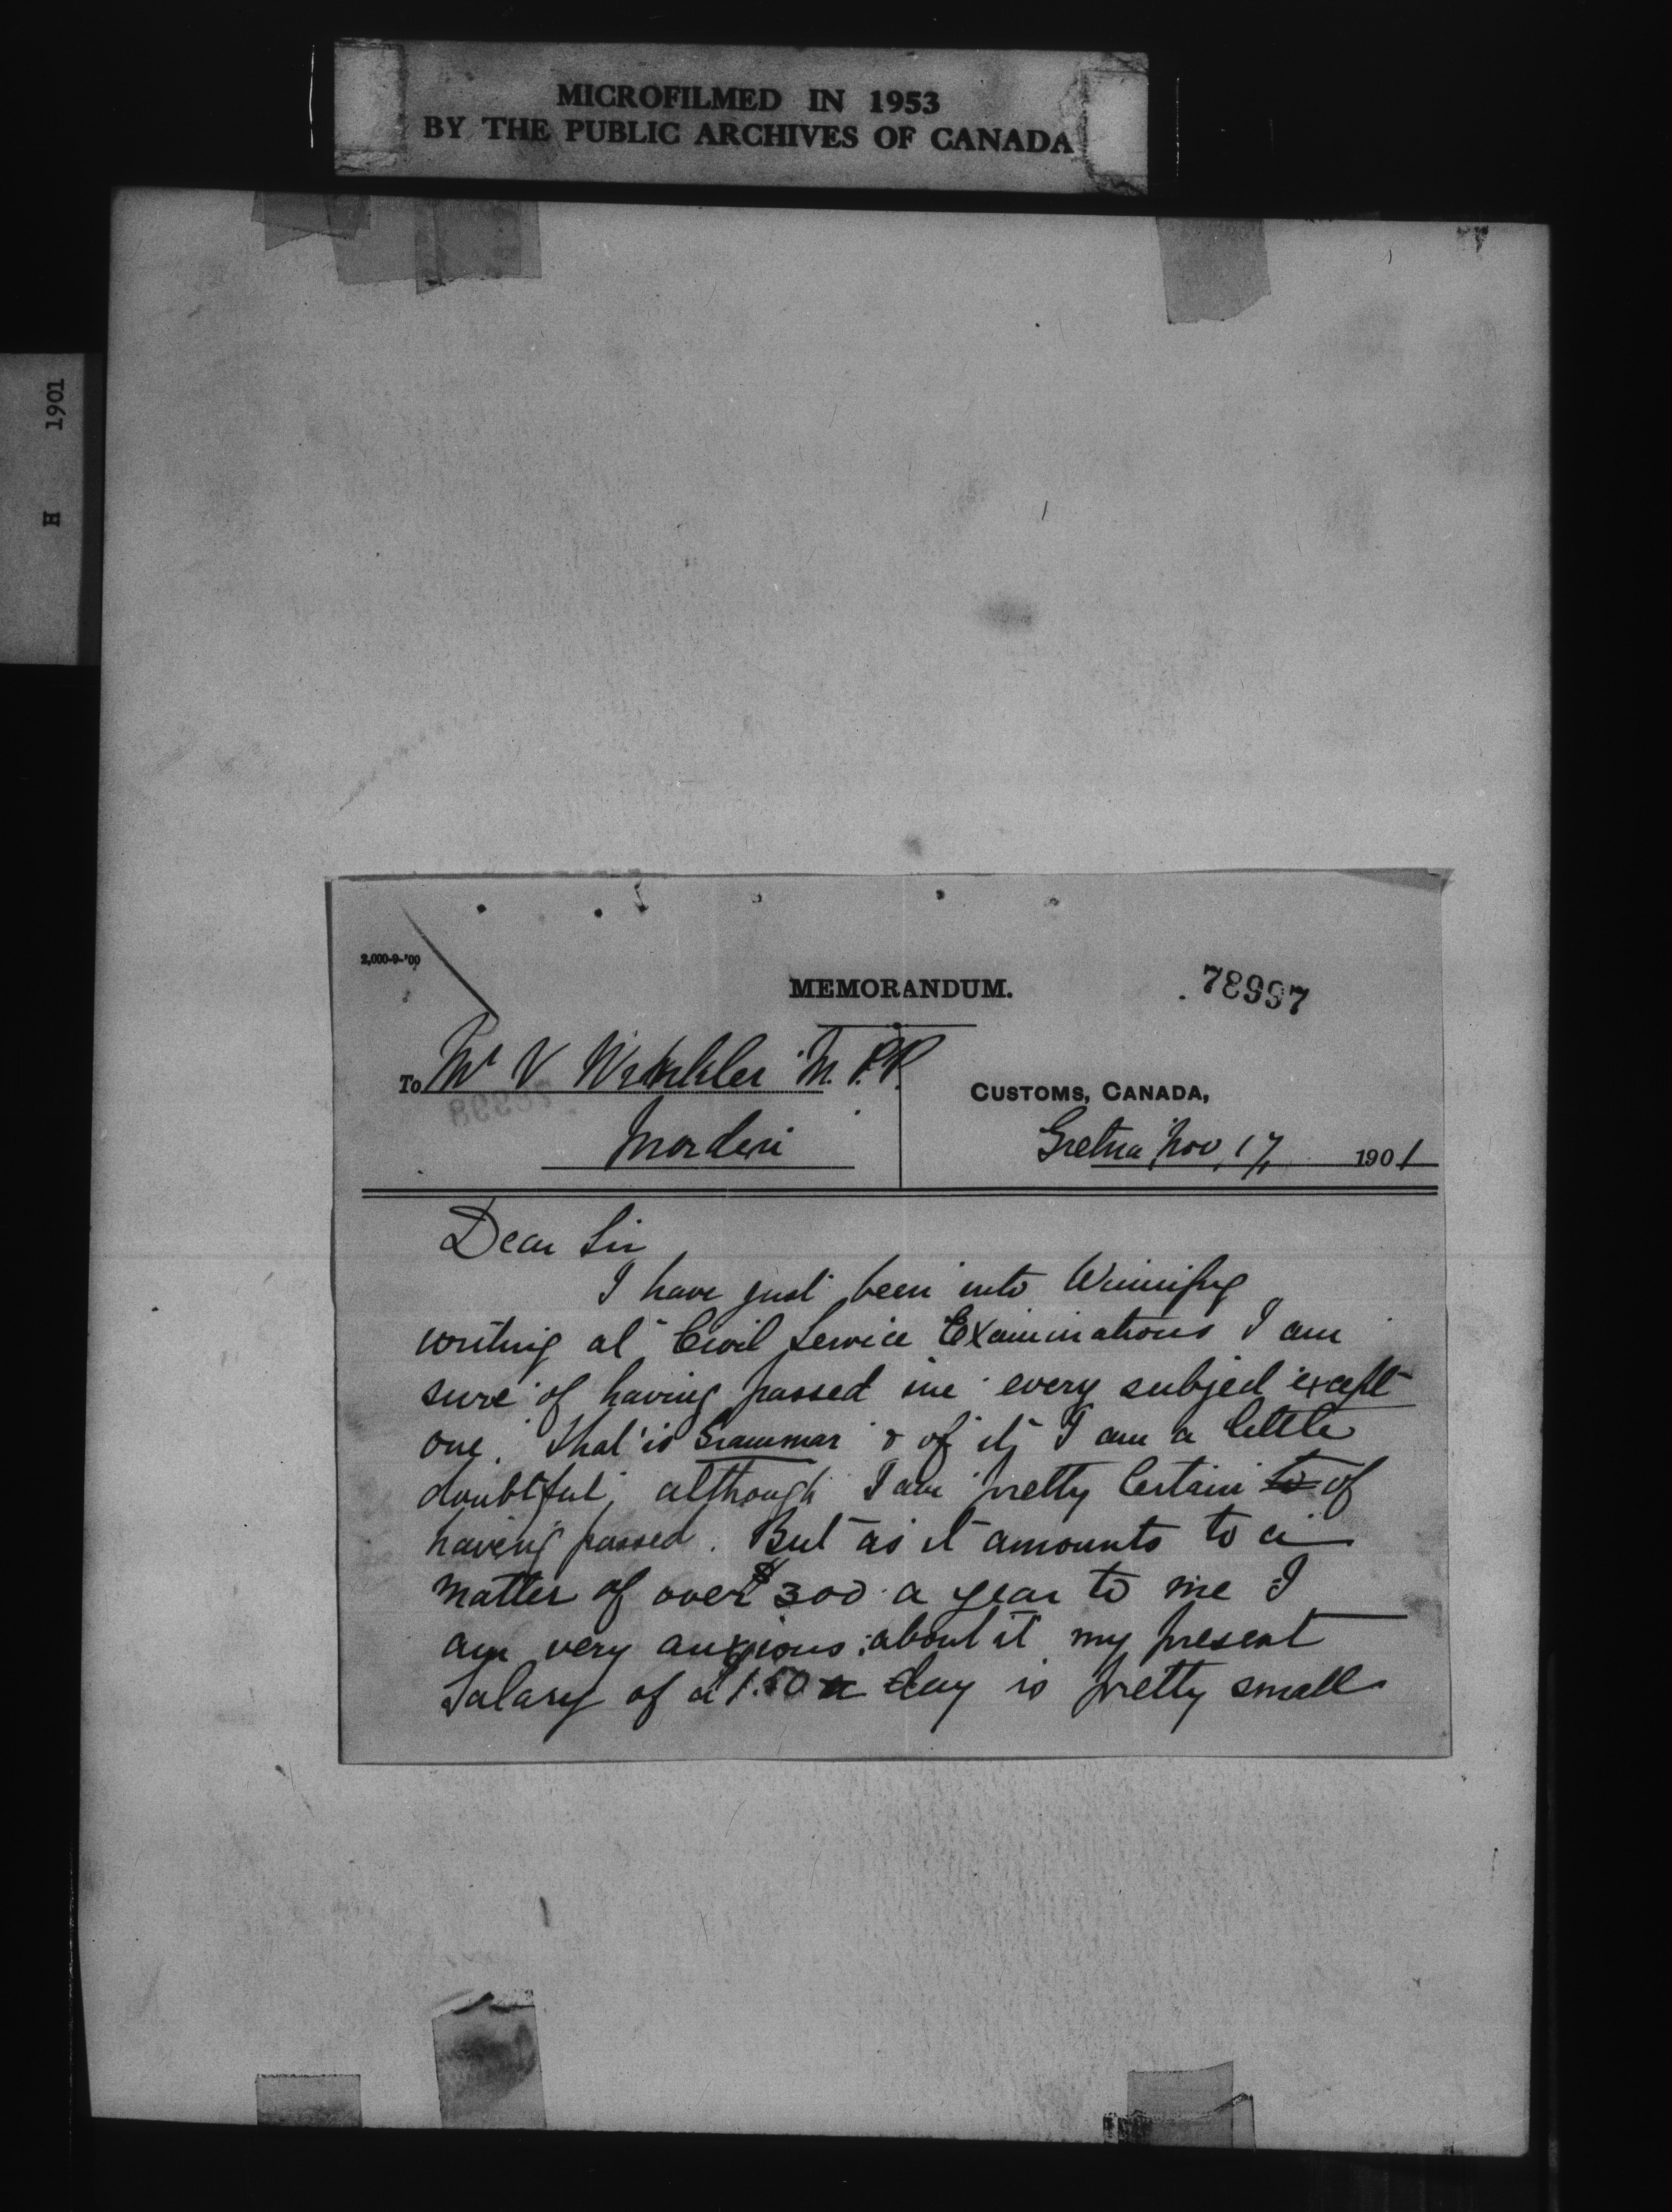 MICROFILMED IN 1953
BY THE PUBLIC ARCHIVES OF CANADA
H 1901
2,000-9-'00
MEMORANDUM.
78997
To Mr V Winkler M.P.P.
CUSTOMS, CANADA,
Morden
Gretna Nov, 17, 1901
Dear Sir
I have just been into Winnipeg
writing at Civil Service Examinations I am
sure of having passed in every subject except
one. That is Grammar & of it, I am a little
doubtful, although I am pretty certain to of
having passed. But as it amounts to a
matter of over $300 a year to me I
am very anxious about it my present
Salary of $1.50 a day is pretty small